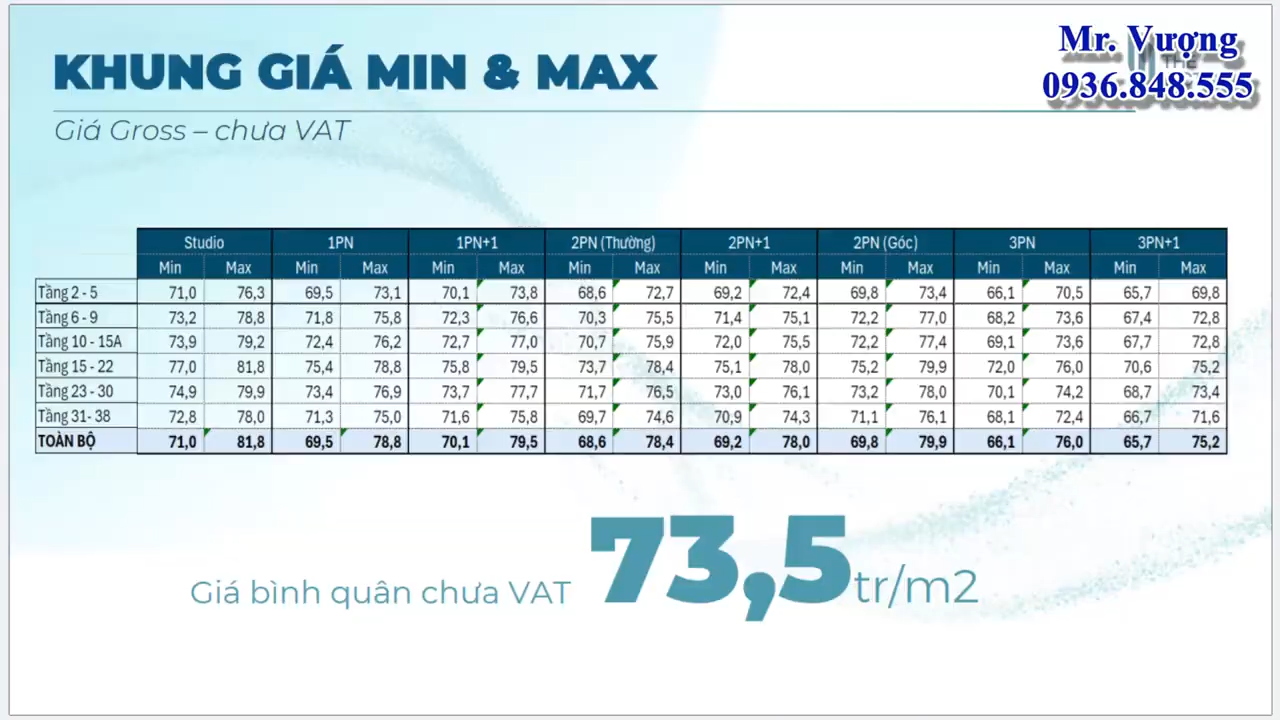 Mr. Vượng
THE
0936.848.555
KHUNG GIÁ MIN & MAX
Giá Gross – chưa VAT
Studio 1PN 1PN+1 2PN (Thường) 2PN+1 2PN (Góc) 3PN 3PN+1
Min Max Min Max Min Max Min Max Min Max Min Max Min Max Min Max
Tầng 2 - 5 71,0 76,3 69,5 73,1 70,1 73,8 68,6 72,7 69,2 72,4 69,8 73,4 66,1 70,5 65,7 69,8
Tầng 6 - 9 73,2 78,8 71,8 75,8 72,3 76,6 70,3 75,5 71,4 75,1 72,2 77,0 68,2 73,6 67,4 72,8
Tầng 10 - 15A 73,9 79,2 72,4 76,2 72,7 77,0 70,7 75,9 72,0 75,5 72,2 77,4 69,1 73,6 67,7 72,8
Tầng 15 - 22 77,0 81,8 75,4 78,8 75,8 79,5 73,7 78,4 75,1 78,0 75,2 79,9 72,0 76,0 70,6 75,2
Tầng 23 - 30 74,9 79,9 73,4 76,9 73,7 77,7 71,7 76,5 73,0 76,1 73,2 78,0 70,1 74,2 68,7 73,4
Tầng 31- 38 72,8 78,0 71,3 75,0 71,6 75,8 69,7 74,6 70,9 74,3 71,1 76,1 68,1 72,4 66,7 71,6
TOÀN BỘ 71,0 81,8 69,5 78,8 70,1 79,5 68,6 78,4 69,2 78,0 69,8 79,9 66,1 76,0 65,7 75,2
Giá bình quân chưa VAT 73,5 tr/m2